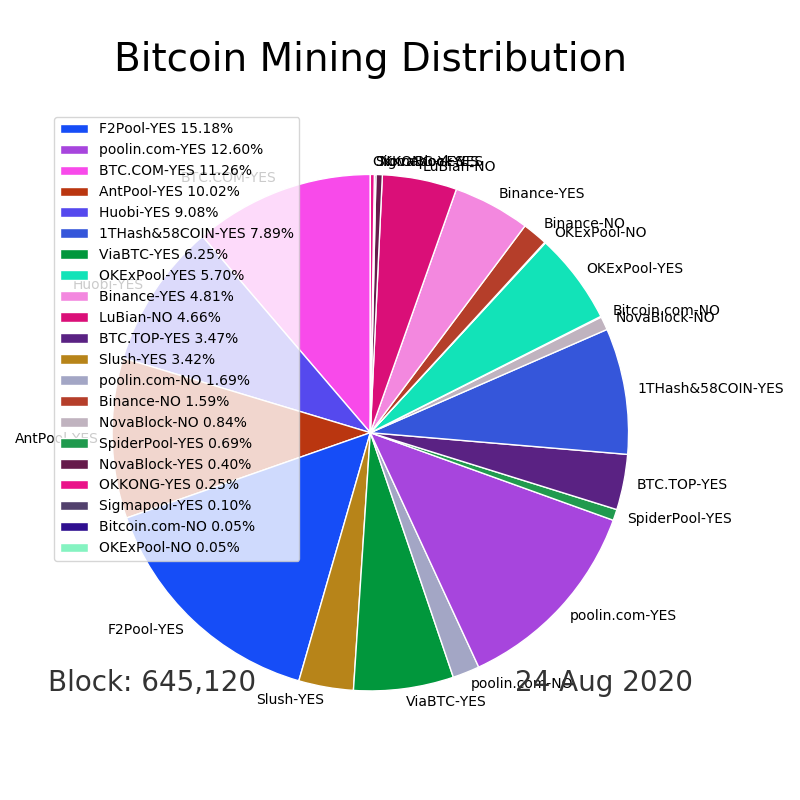 Bitcoin Mining Distribution
F2Pool-YES 15.18%
poolin.com-YES 12.60%
BTC.COM-YES 11.26%
AntPool-YES 10.02%
Huobi-YES 9.08%
1THash&58COIN-YES 7.89%
ViaBTC-YES 6.25%
OKExPool-YES 5.70%
Binance-YES 4.81%
LuBian-NO 4.66%
BTC.TOP-YES 3.47%
Slush-YES 3.42%
poolin.com-NO 1.69%
Binance-NO 1.59%
NovaBlock-NO 0.84%
SpiderPool-YES 0.69%
NovaBlock-YES 0.40%
OKKONG-YES 0.25%
Sigmapool-YES 0.10%
Bitcoin.com-NO 0.05%
OKExPool-NO 0.05%
BTC.COM-YES
Huobi-YES
AntPool-YES
F2Pool-YES
Slush-YES
ViaBTC-YES
poolin.com-NO
poolin.com-YES
SpiderPool-YES
BTC.TOP-YES
1THash&58COIN-YES
NovaBlock-NO
Bitcoin.com-NO
OKExPool-YES
OKExPool-NO
Binance-NO
Binance-YES
LuBian-NO
Block: 645,120
24 Aug 2020